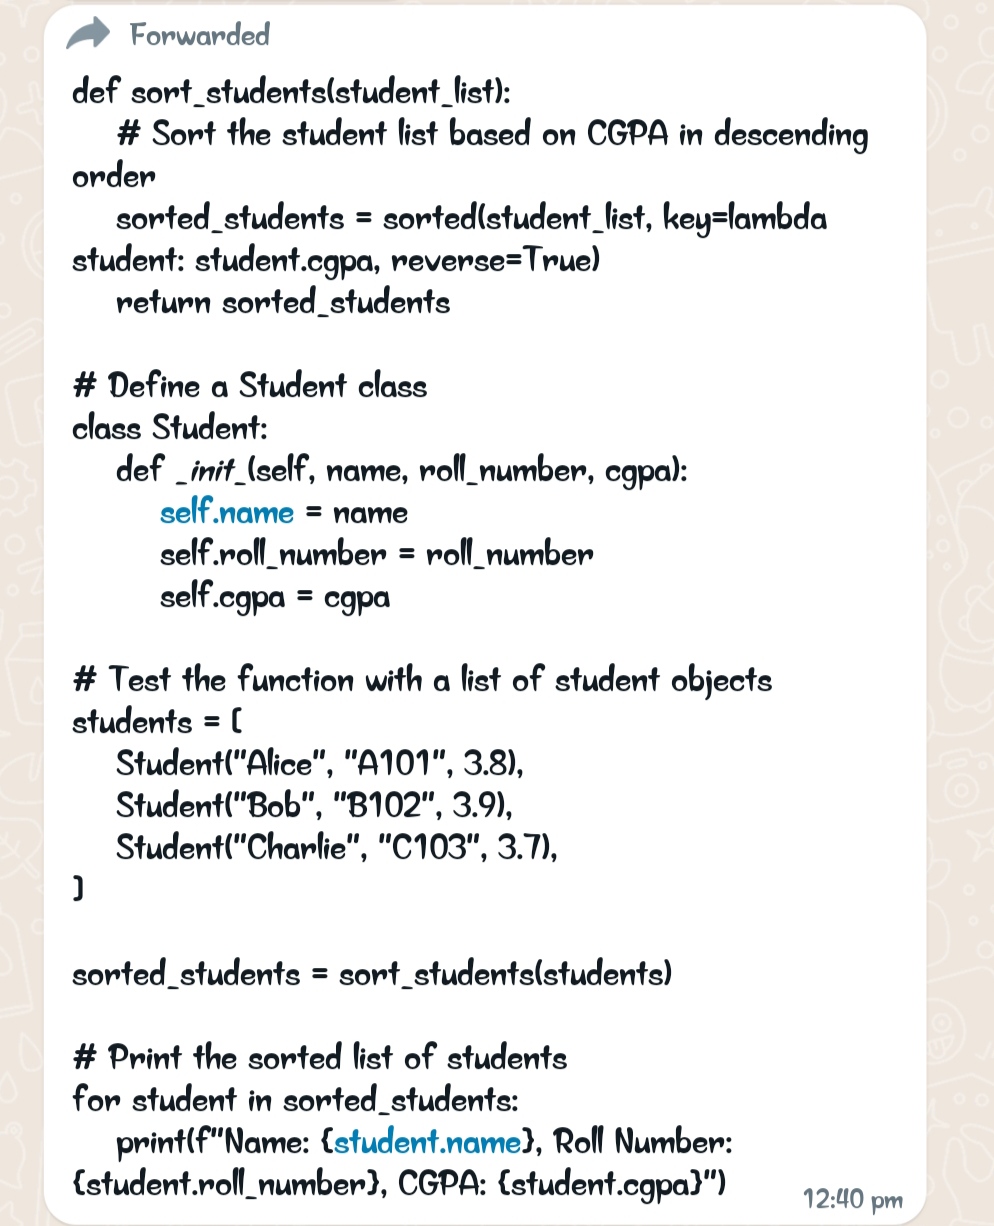 Forwarded
def sort_students(student_list):
# Sort the student list based on CGPA in descending
order
sorted_students = sorted(student_list, key=lambda
student: student.cgpa, reverse=True)
return sorted_students
# Define a Student class
class Student:
def _init_(self, name, roll_number, cgpa):
self.name = name
self.roll_number = roll_number
self.cgpa = cgpa
# Test the function with a list of student objects
students = [
Student("Alice", "A101", 3.8),
Student("Bob", "B102", 3.9),
Student("Charlie", "C103", 3.7),
]
sorted_students = sort_students(students)
# Print the sorted list of students
for student in sorted_students:
print(f"Name: {student.name}, Roll Number:
{student.roll_number}, CGPA: {student.cgpa}")
12:40 pm